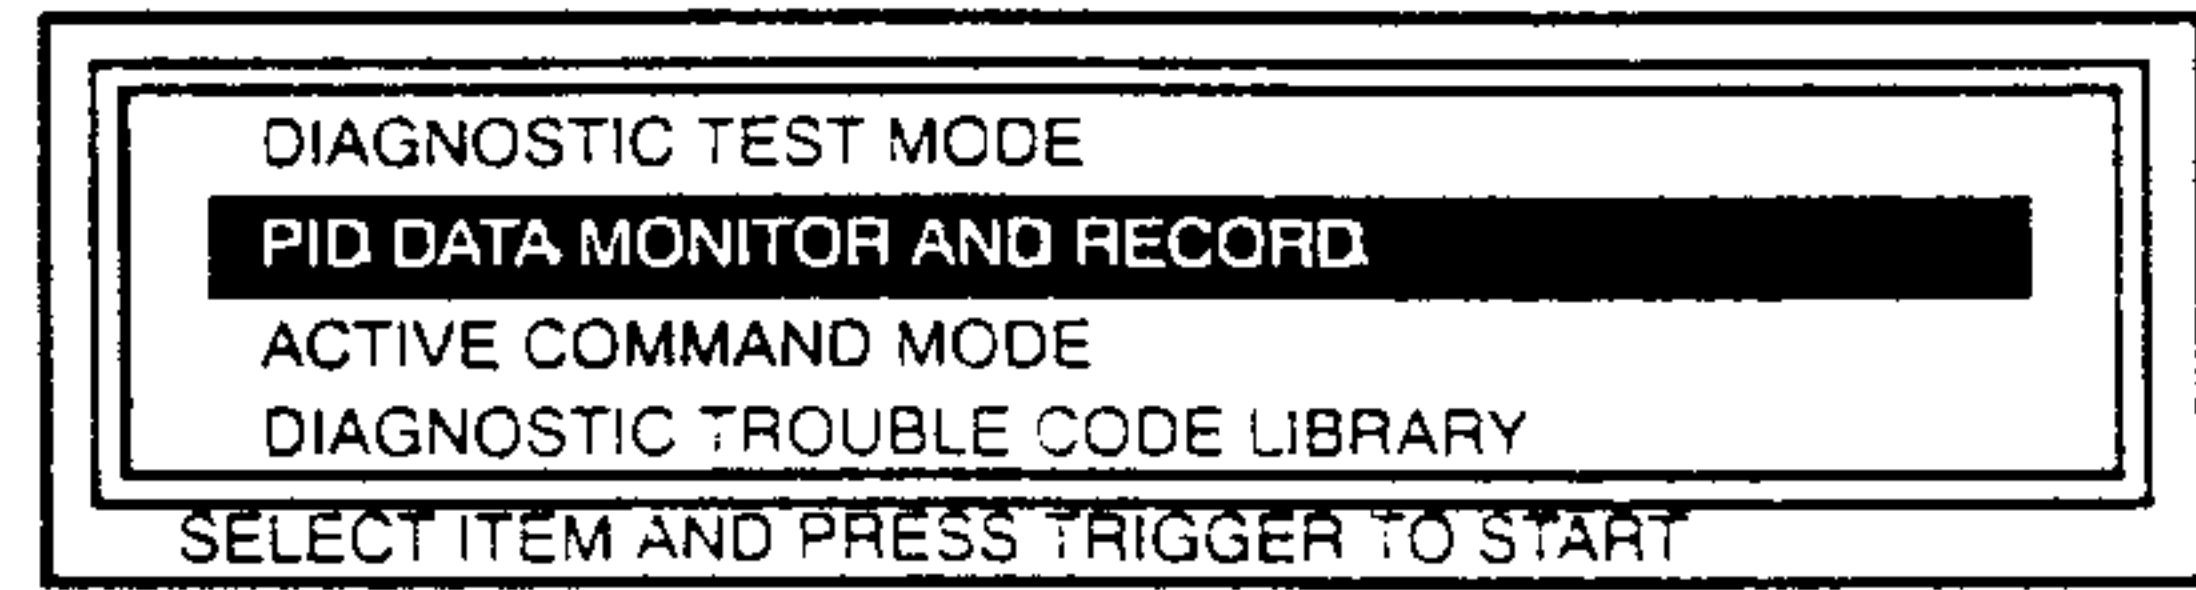 DIAGNOSTIC TEST MODE
PID DATA MONITOR AND RECORD
ACTIVE COMMAND MODE
DIAGNOSTIC TROUBLE CODE LIBRARY
SELECT ITEM AND PRESS TRIGGER TO START